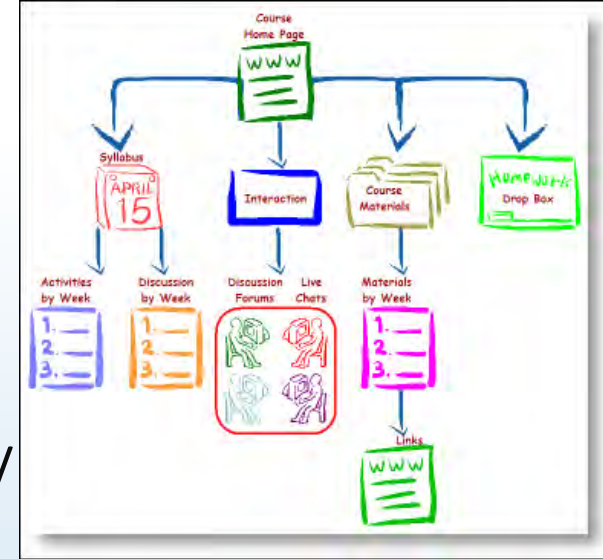 Course
Home Page
WWW
Syllabus
APRIL
15
Interaction
Course
Materials
Homework
Drop Box
Activities
by Week
1.
2.
3.
Discussion
by Week
1.
2.
3.
Discussion
Forums
Live
Chats
Materials
by Week
1.
2.
3.
Links
WWW
y